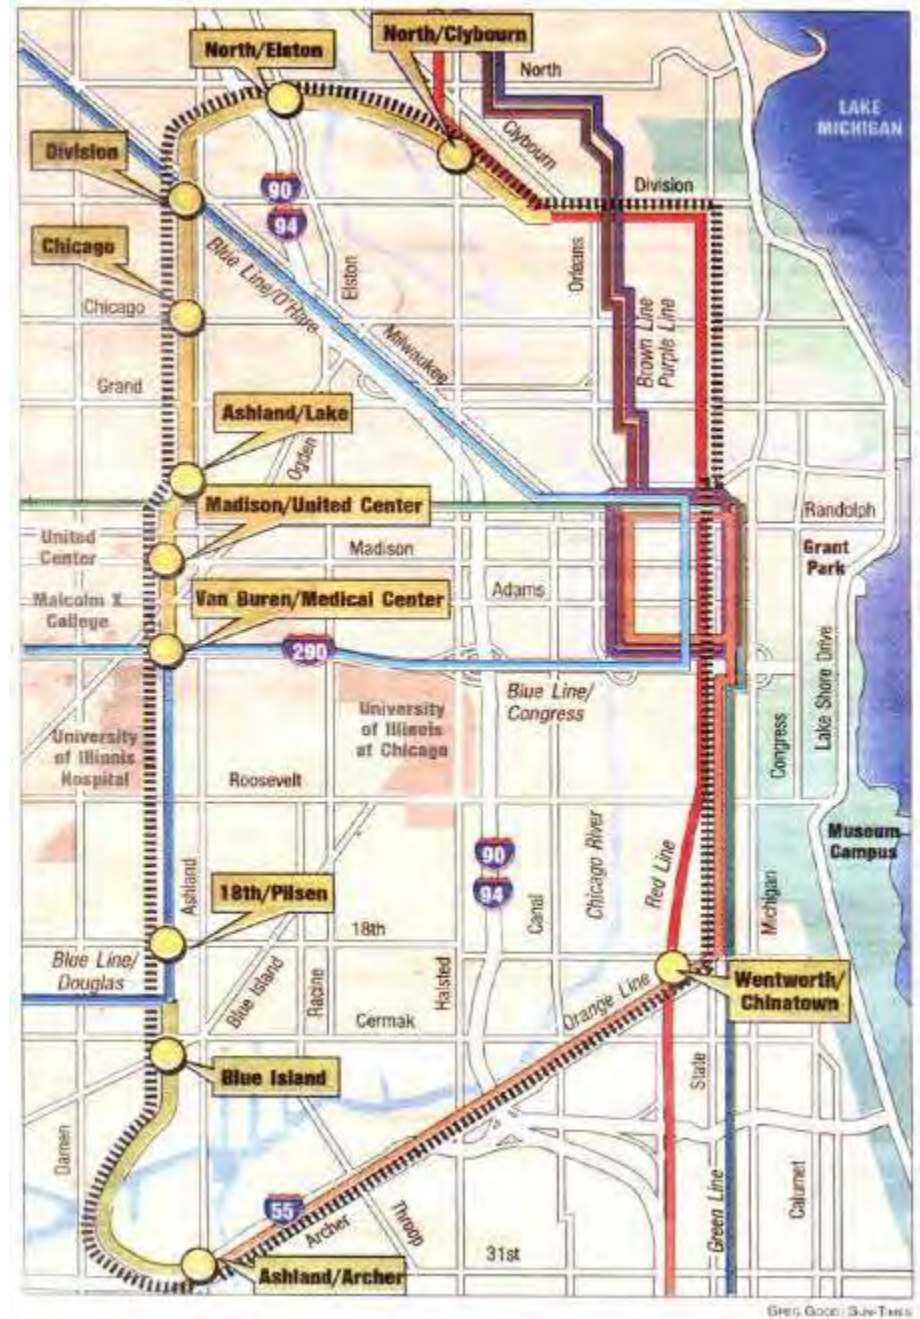 North/Elston
North/Clybourn
North
LAKE
MICHIGAN
Clybourn
Division
Division
90
94
Chicago
Blue Line/O'Hare
Elston
Orleans
Chicago
Milwaukee
Brown Line
Purple Line
Grand
Ashland/Lake
Ogden
Madison/United Center
Randolph
United
Center
Madison
Grant
Park
Adams
Malcolm X
College
Van Buren/Medical Center
290
Lake Shore Drive
Blue Line/
Congress
University
of Illinois
at Chicago
University
of Illinois
Hospital
Congress
Roosevelt
Museum
Campus
Chicago River
Red Line
90
94
Ashland
18th/Pilsen
Canal
Michigan
18th
Blue Line/
Douglas
Blue Island
Racine
Halsted
Orange Line
Wentworth/
Chinatown
Cermak
Blue Island
State
Damen
Green Line
Calumet
55
Archer
Throop
31st
Ashland/Archer
GREG GOOD/SUN-TIMES